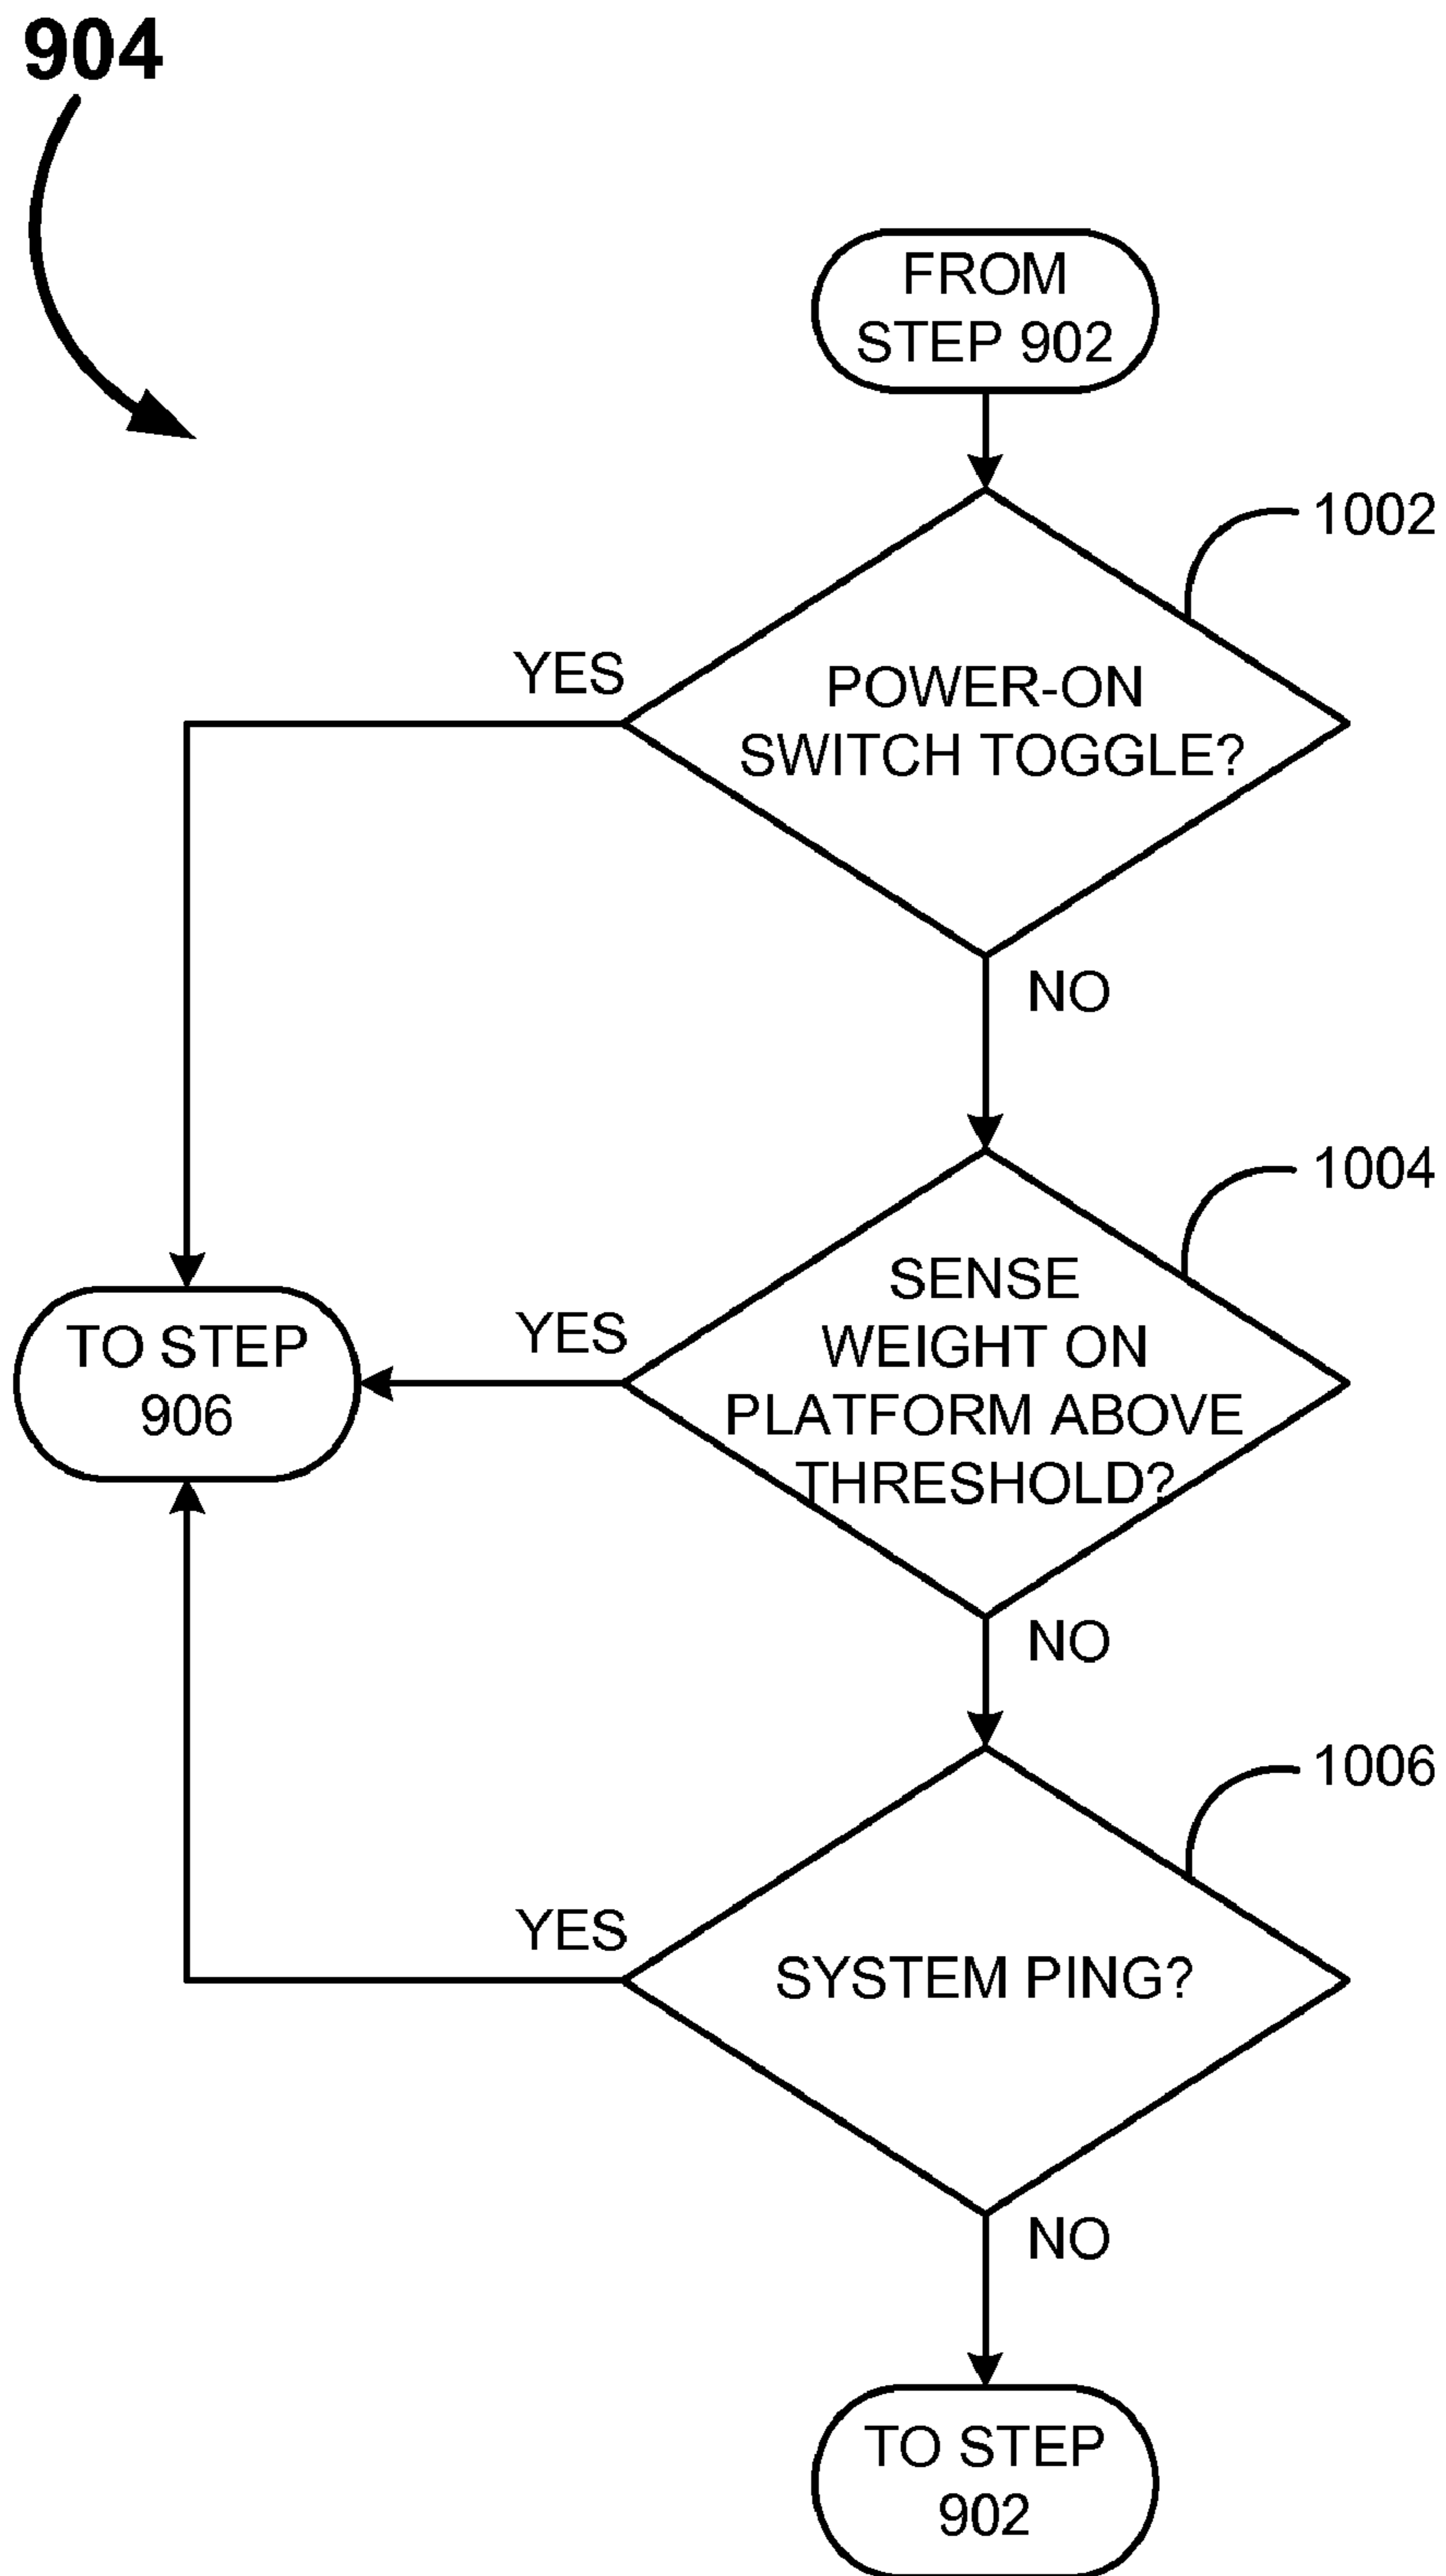 904
FROM
STEP 902
1002
YES
POWER-ON
SWITCH TOGGLE?
NO
1004
SENSE
WEIGHT ON
PLATFORM ABOVE
THRESHOLD?
YES
TO STEP
906
NO
1006
YES
SYSTEM PING?
NO
TO STEP
902